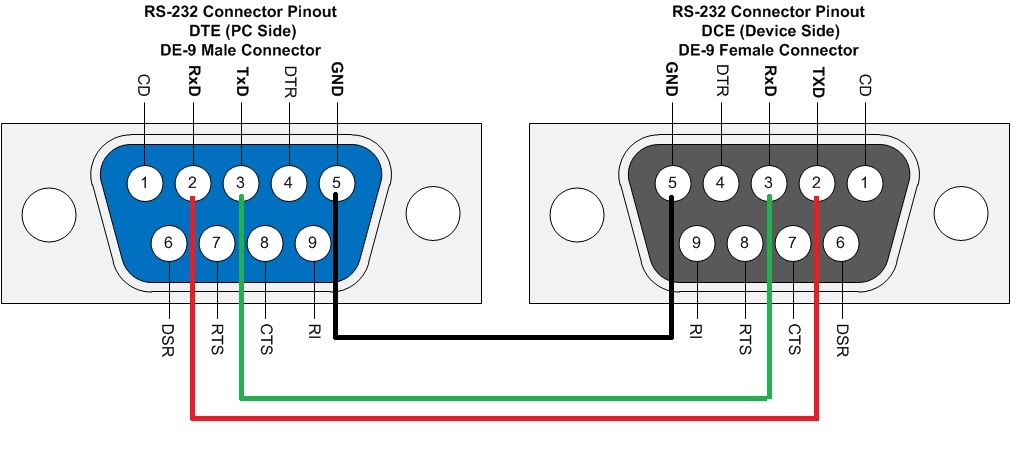 RS-232 Connector Pinout
DTE (PC Side)
DE-9 Male Connector
CD RxD TxD DTR GND
1 2 3 4 5
6 7 8 9
DSR RTS CTS RI
RS-232 Connector Pinout
DCE (Device Side)
DE-9 Female Connector
GND DTR RxD TXD CD
5 4 3 2 1
9 8 7 6
RI RTS CTS DSR